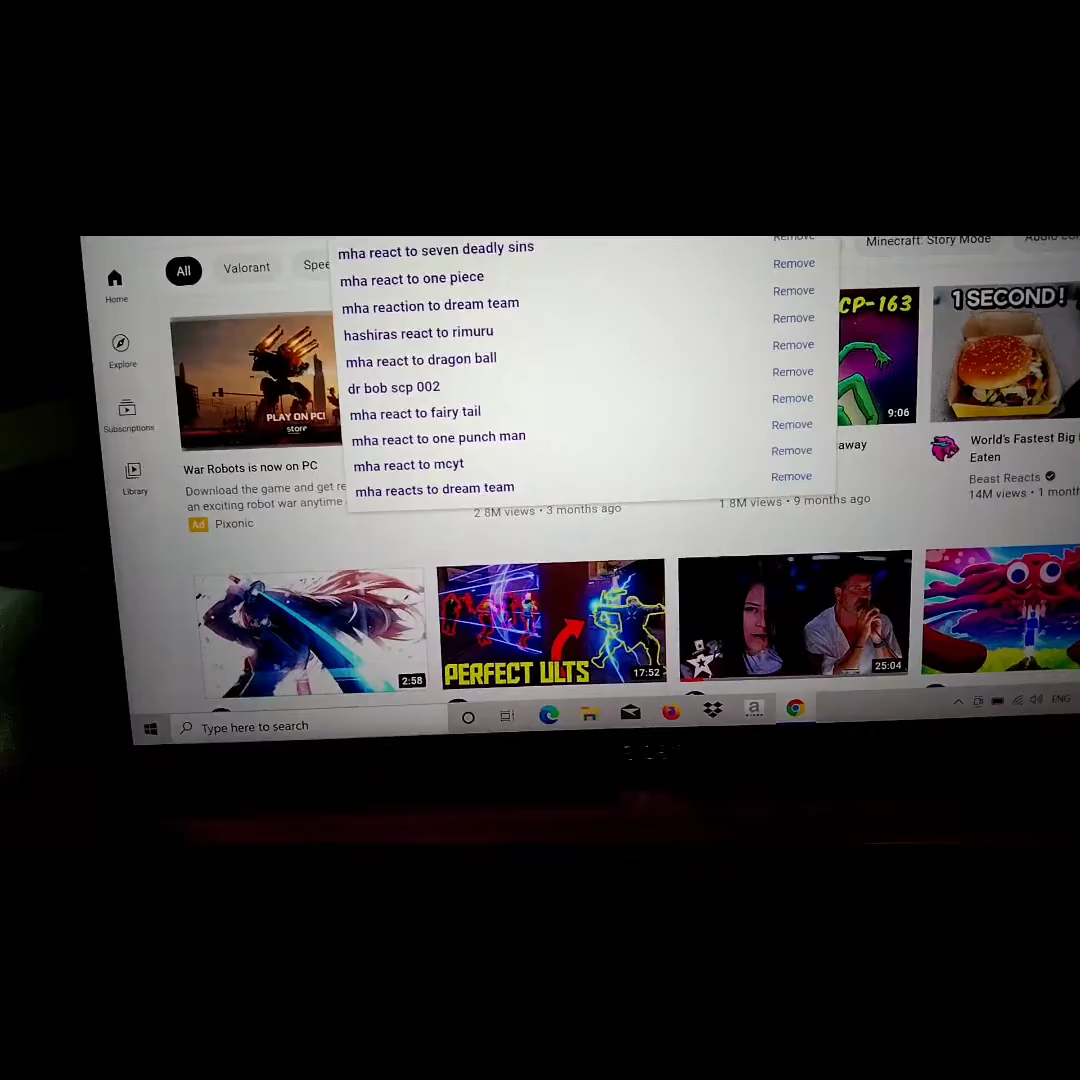 mha react to seven deadly sins
Remove
Minecraft: Story Mode
All
Valorant
mha react to one piece
Remove
mha reaction to dream team
Remove
hashiras react to rimuru
Remove
mha react to dragon ball
Remove
dr bob scp 002
Remove
mha react to fairy tail
Remove
mha react to one punch man
Remove
mha react to mcyt
Remove
mha reacts to dream team
Remove
Home
Explore
Subscriptions
Library
PLAY ON PC!
store
War Robots is now on PC
Download the game and get
an exciting robot war anytime
Ad Pixonic
2.8M views • 3 months ago
CP-163
9:06
away
1.8M views • 9 months ago
1 SECOND!
World's Fastest Big
Eaten
Beast Reacts
14M views • 1 month
2:58
PERFECT ULTS
17:52
25:04
Type here to search
a
ENG